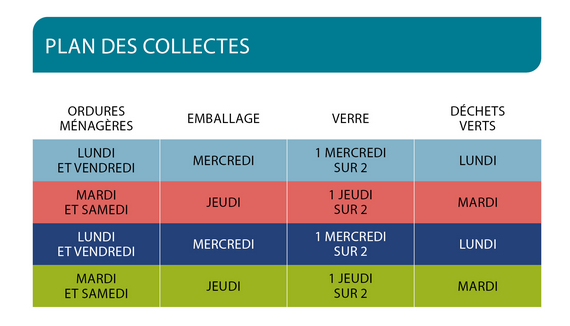 PLAN DES COLLECTES
ORDURES
MÉNAGÈRES
EMBALLAGE
VERRE
DÉCHETS
VERTS
LUNDI
ET VENDREDI
MERCREDI
1 MERCREDI
SUR 2
LUNDI
MARDI
ET SAMEDI
JEUDI
1 JEUDI
SUR 2
MARDI
LUNDI
ET VENDREDI
MERCREDI
1 MERCREDI
SUR 2
LUNDI
MARDI
ET SAMEDI
JEUDI
1 JEUDI
SUR 2
MARDI